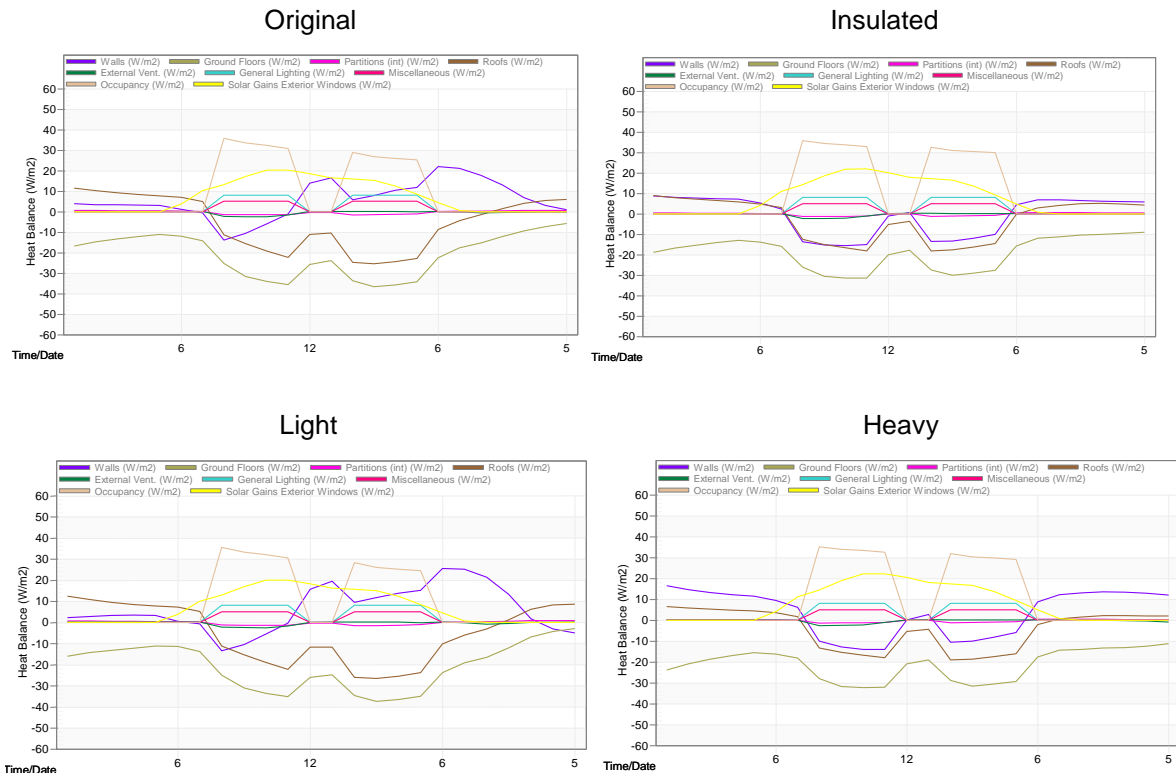 Original
Walls (W/m2) Ground Floors (W/m2) Partitions (int) (W/m2) Roofs (W/m2)
External Vent. (W/m2) General Lighting (W/m2) Miscellaneous (W/m2)
Occupancy (W/m2) Solar Gains Exterior Windows (W/m2)
Heat Balance (W/m2)
60
50
40
30
20
10
0
-10
-20
-30
-40
-50
-60
Time/Date
6 12 6 5
Insulated
Walls (W/m2) Ground Floors (W/m2) Partitions (int) (W/m2) Roofs (W/m2)
External Vent. (W/m2) General Lighting (W/m2) Miscellaneous (W/m2)
Occupancy (W/m2) Solar Gains Exterior Windows (W/m2)
Heat Balance (W/m2)
60
50
40
30
20
10
0
-10
-20
-30
-40
-50
-60
Time/Date
6 12 6 5
Light
Walls (W/m2) Ground Floors (W/m2) Partitions (int) (W/m2) Roofs (W/m2)
External Vent. (W/m2) General Lighting (W/m2) Miscellaneous (W/m2)
Occupancy (W/m2) Solar Gains Exterior Windows (W/m2)
Heat Balance (W/m2)
60
50
40
30
20
10
0
-10
-20
-30
-40
-50
-60
Time/Date
6 12 6 5
Heavy
Walls (W/m2) Ground Floors (W/m2) Partitions (int) (W/m2) Roofs (W/m2)
External Vent. (W/m2) General Lighting (W/m2) Miscellaneous (W/m2)
Occupancy (W/m2) Solar Gains Exterior Windows (W/m2)
Heat Balance (W/m2)
60
50
40
30
20
10
0
-10
-20
-30
-40
-50
-60
Time/Date
6 12 6 5